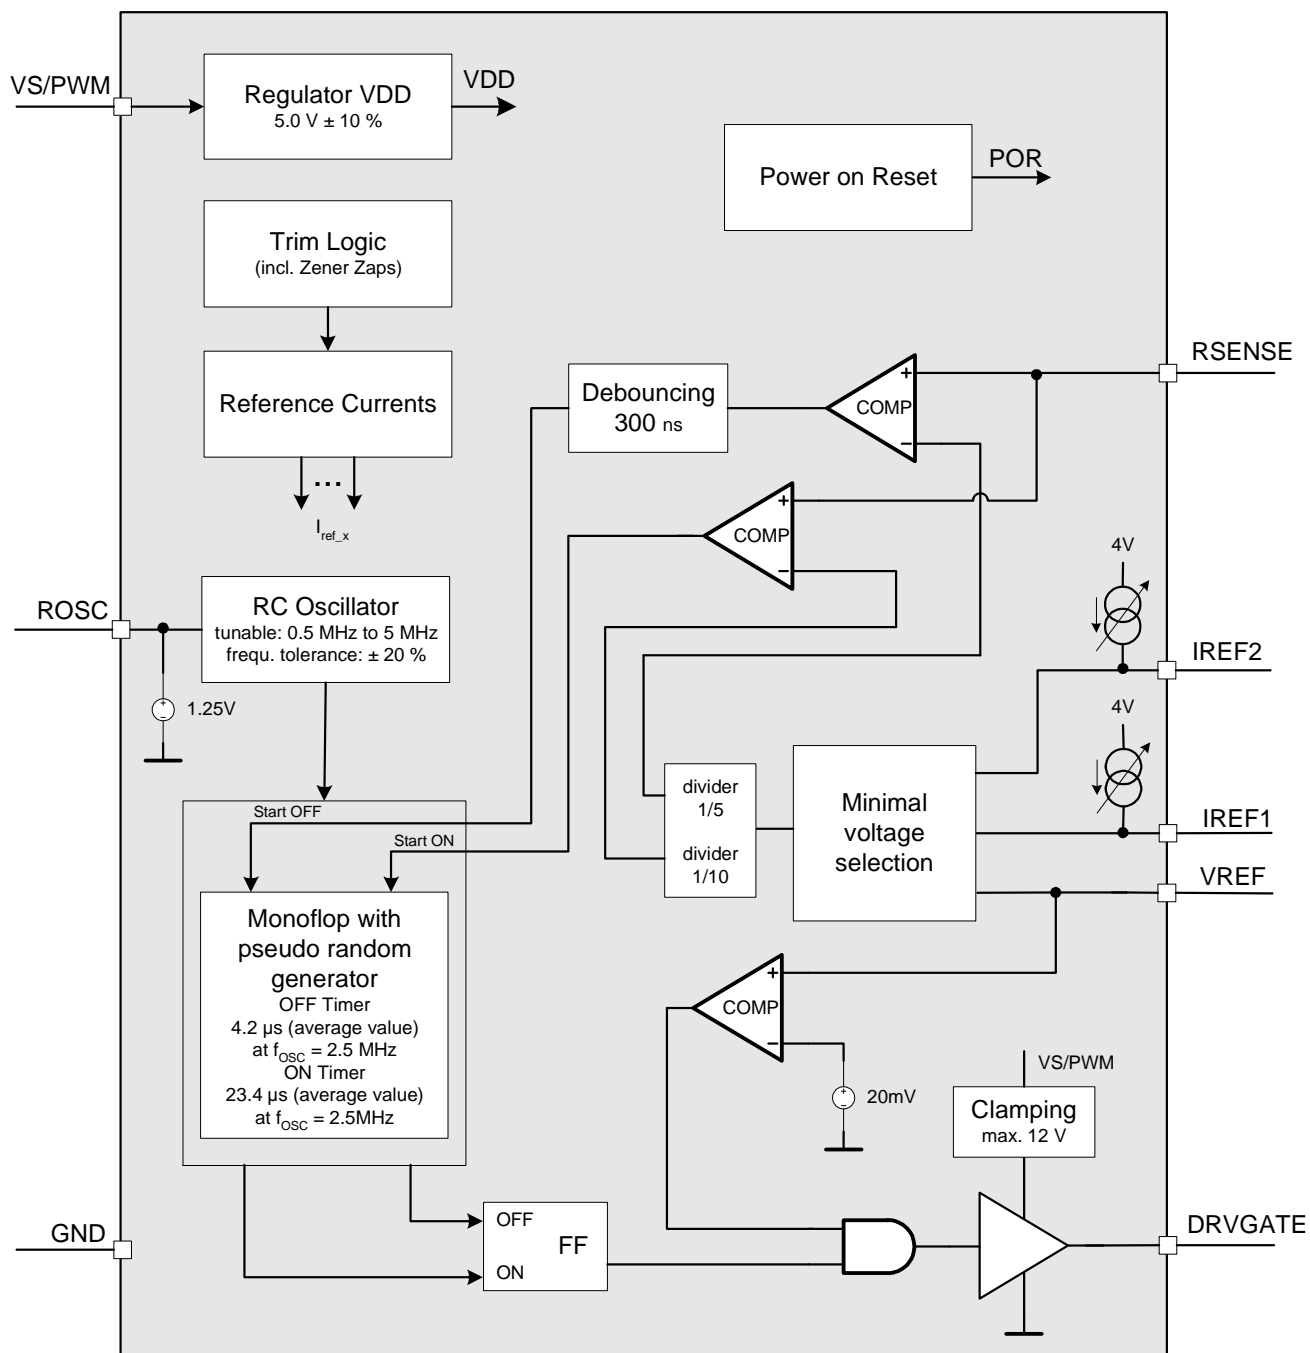 VS/PWM
Regulator VDD
5.0 V ± 10 %
VDD
Power on Reset
POR
Trim Logic
(incl. Zener Zaps)
Reference Currents
...
Iref_x
Debouncing
300 ns
+
COMP
−
RSENSE
+
COMP
−
ROSC
RC Oscillator
tunable: 0.5 MHz to 5 MHz
frequ. tolerance: ± 20 %
+
−
1.25V
4V
IREF2
4V
IREF1
VREF
divider
1/5
divider
1/10
Minimal
voltage
selection
Start OFF
Start ON
Monoflop with
pseudo random
generator
OFF Timer
4.2 µs (average value)
at fOSC = 2.5 MHz
ON Timer
23.4 µs (average value)
at fOSC = 2.5MHz
+
COMP
−
+
−
20mV
VS/PWM
Clamping
max. 12 V
OFF
FF
ON
GND
DRVGATE